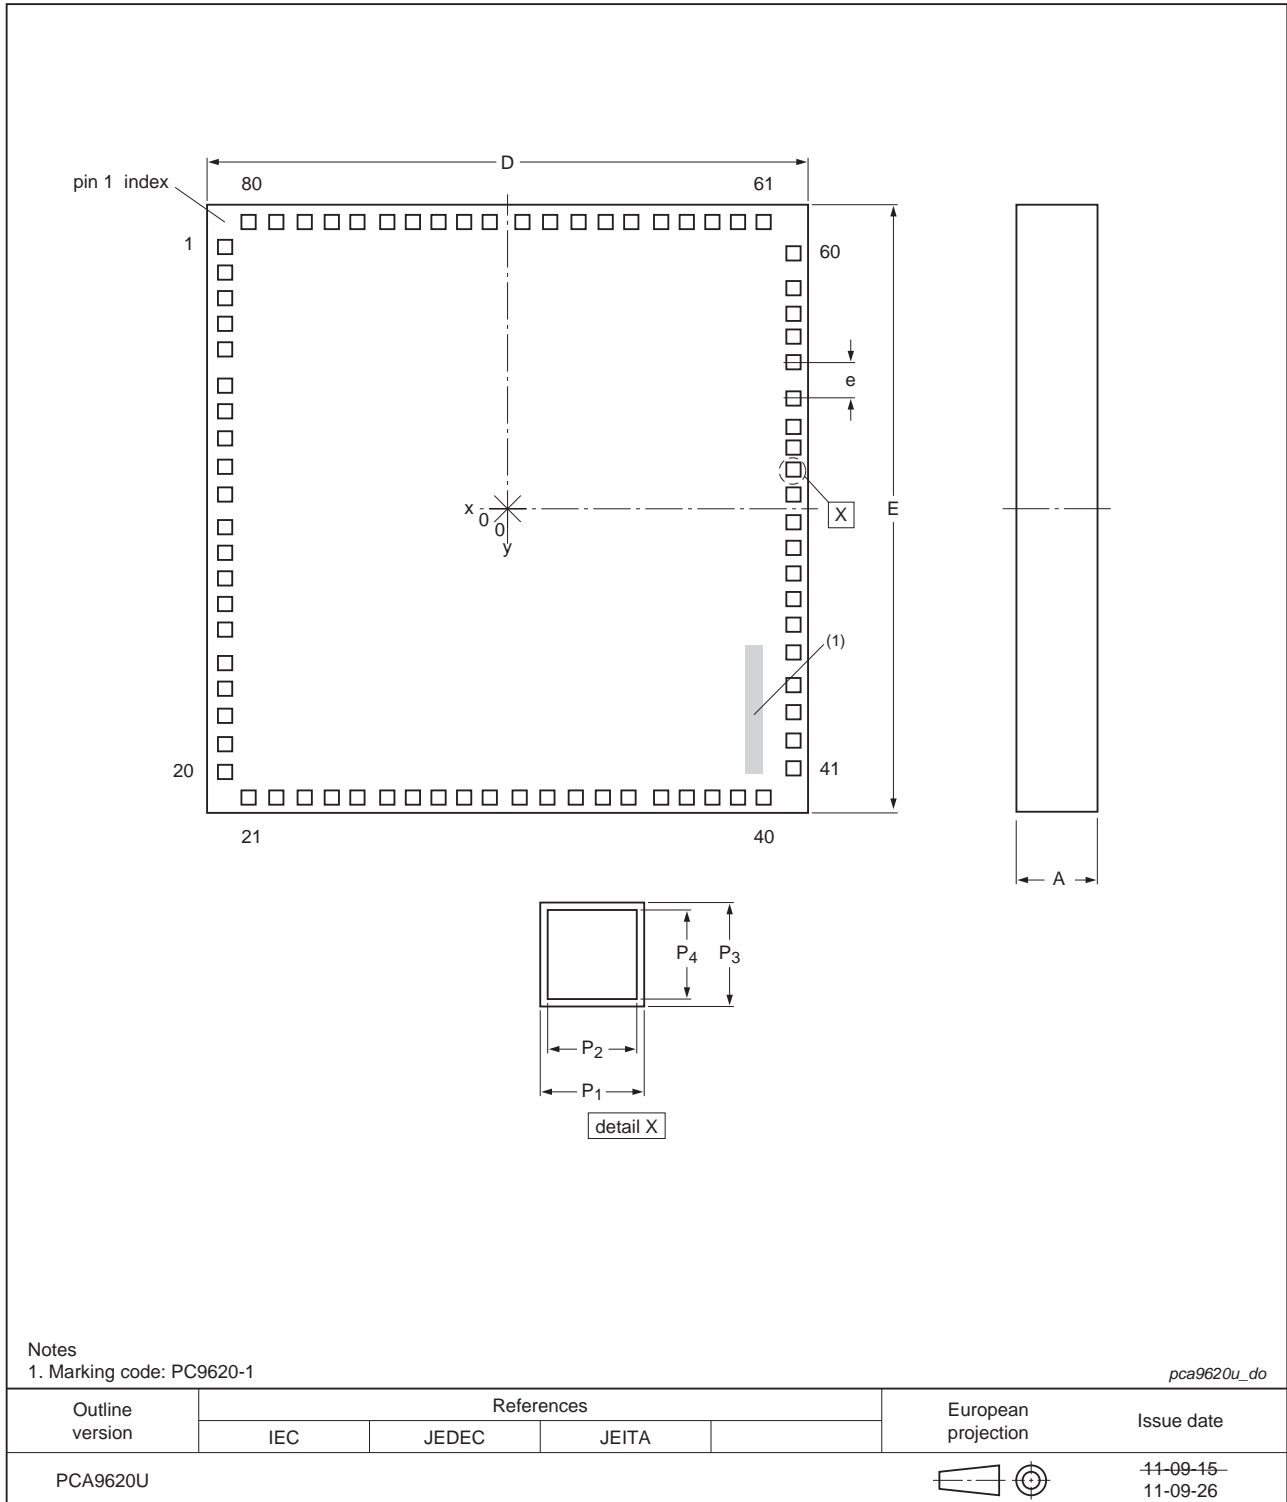 D
pin 1 index
80
61
1
60
e
x
0
0
y
X
E
(1)
20
41
21
40
A
P4
P3
P2
P1
detail X
Notes
1. Marking code: PC9620-1
pca9620u_do
Outline version
References
IEC
JEDEC
JEITA
European projection
Issue date
PCA9620U
11-09-15
11-09-26